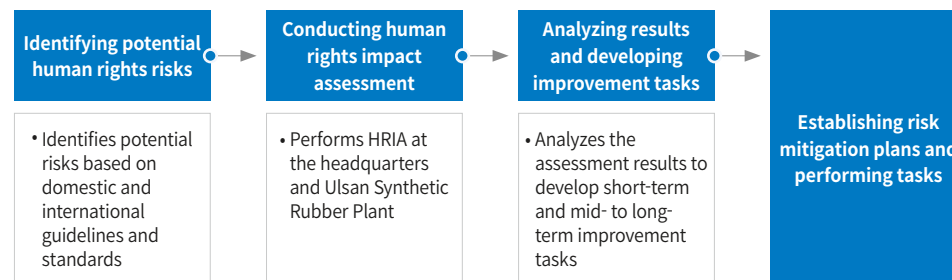 Identifying potential
human rights risks
• Identifies potential
risks based on
domestic and
international
guidelines and
standards
Conducting human
rights impact
assessment
• Performs HRIA at
the headquarters
and Ulsan Synthetic
Rubber Plant
Analyzing results
and developing
improvement tasks
• Analyzes the
assessment results to
develop short-term
and mid- to long-
term improvement
tasks
Establishing risk
mitigation plans and
performing tasks